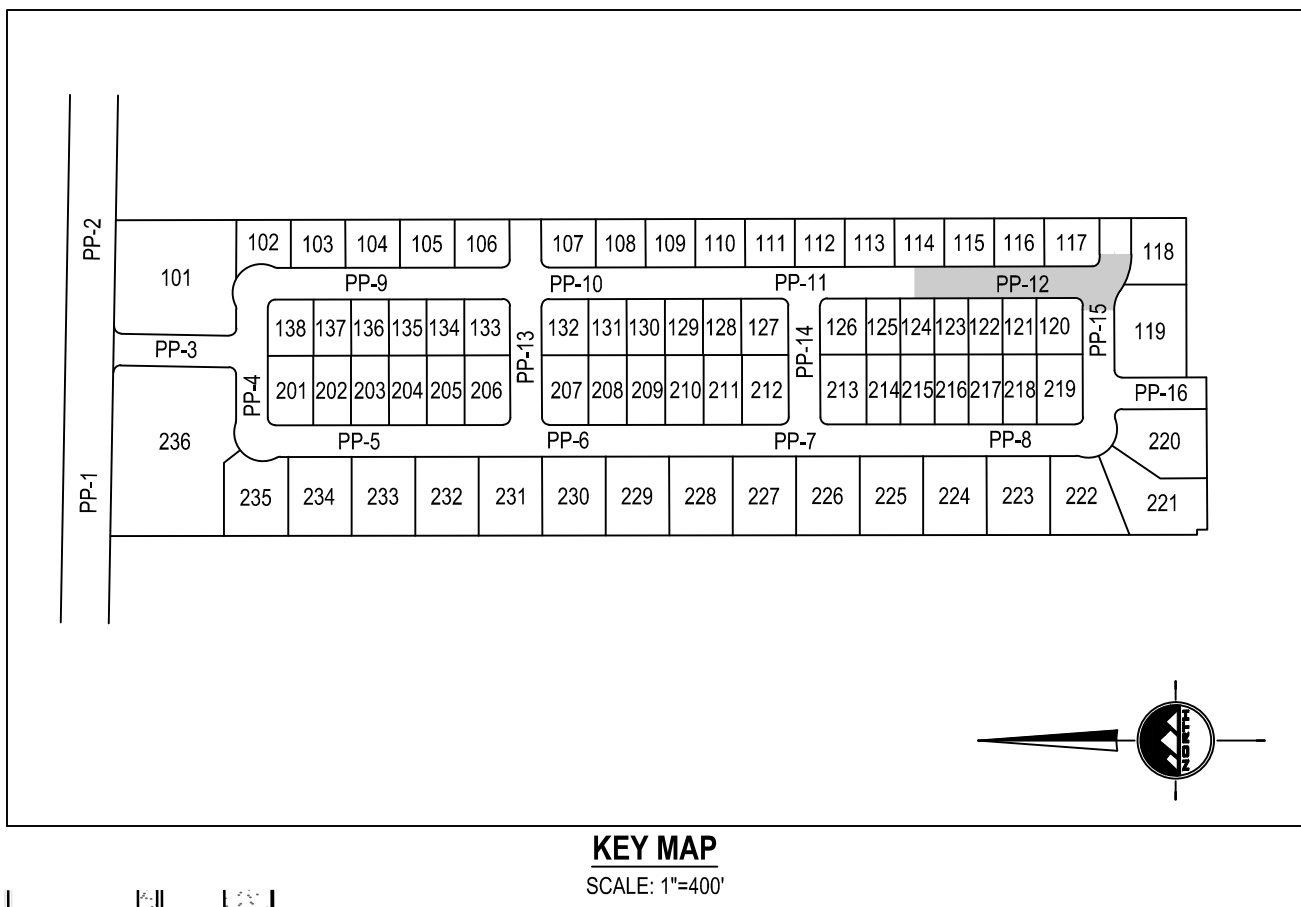 PP-2
102 103 104 105 106 107 108 109 110 111 112 113 114 115 116 117 118
101
PP-9 PP-10 PP-11 PP-12
138 137 136 135 134 133 132 131 130 129 128 127 126 125 124 123 122 121 120 119
PP-3 PP-13 PP-14 PP-15
PP-4
201 202 203 204 205 206 207 208 209 210 211 212 213 214 215 216 217 218 219 PP-16
236 PP-5 PP-6 PP-7 PP-8 220
PP-1
235 234 233 232 231 230 229 228 227 226 225 224 223 222 221
NORTH
KEY MAP
SCALE: 1"=400'